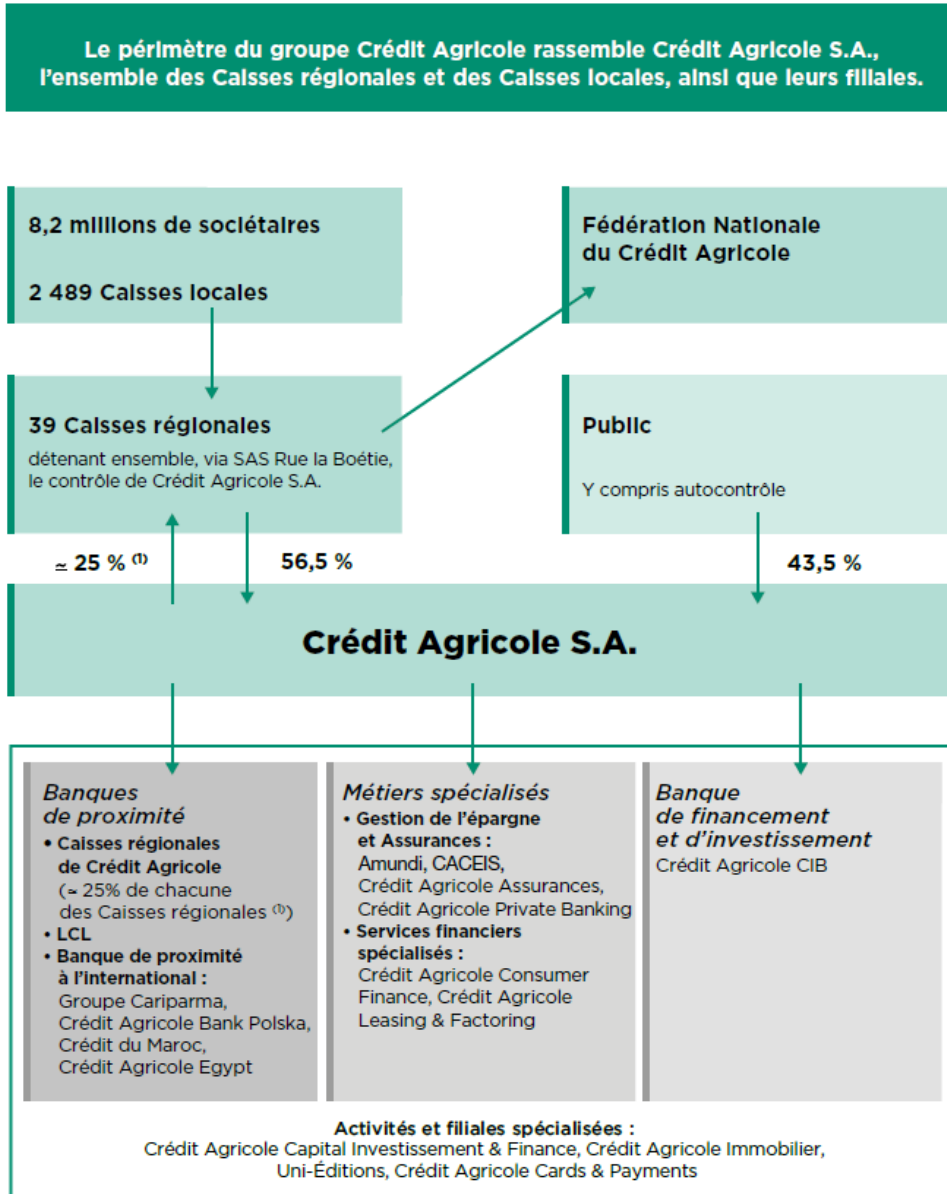 Le périmètre du groupe Crédit Agricole rassemble Crédit Agricole S.A.,
l'ensemble des Caisses régionales et des Caisses locales, ainsi que leurs filiales.
8,2 millions de sociétaires
2 489 Caisses locales
Fédération Nationale
du Crédit Agricole
39 Caisses régionales
détenant ensemble, via SAS Rue la Boétie,
le contrôle de Crédit Agricole S.A.
Public
Y compris autocontrôle
≃ 25 % (1)
56,5 %
43,5 %
Crédit Agricole S.A.
Banques
de proximité
• Caisses régionales
de Crédit Agricole
(≃ 25% de chacune
des Caisses régionales (1))
• LCL
• Banque de proximité
à l'international :
Groupe Cariparma,
Crédit Agricole Bank Polska,
Crédit du Maroc,
Crédit Agricole Egypt
Métiers spécialisés
• Gestion de l'épargne
et Assurances :
Amundi, CACEIS,
Crédit Agricole Assurances,
Crédit Agricole Private Banking
• Services financiers
spécialisés :
Crédit Agricole Consumer
Finance, Crédit Agricole
Leasing & Factoring
Banque
de financement
et d'investissement
Crédit Agricole CIB
Activités et filiales spécialisées :
Crédit Agricole Capital Investissement & Finance, Crédit Agricole Immobilier,
Uni-Éditions, Crédit Agricole Cards & Payments